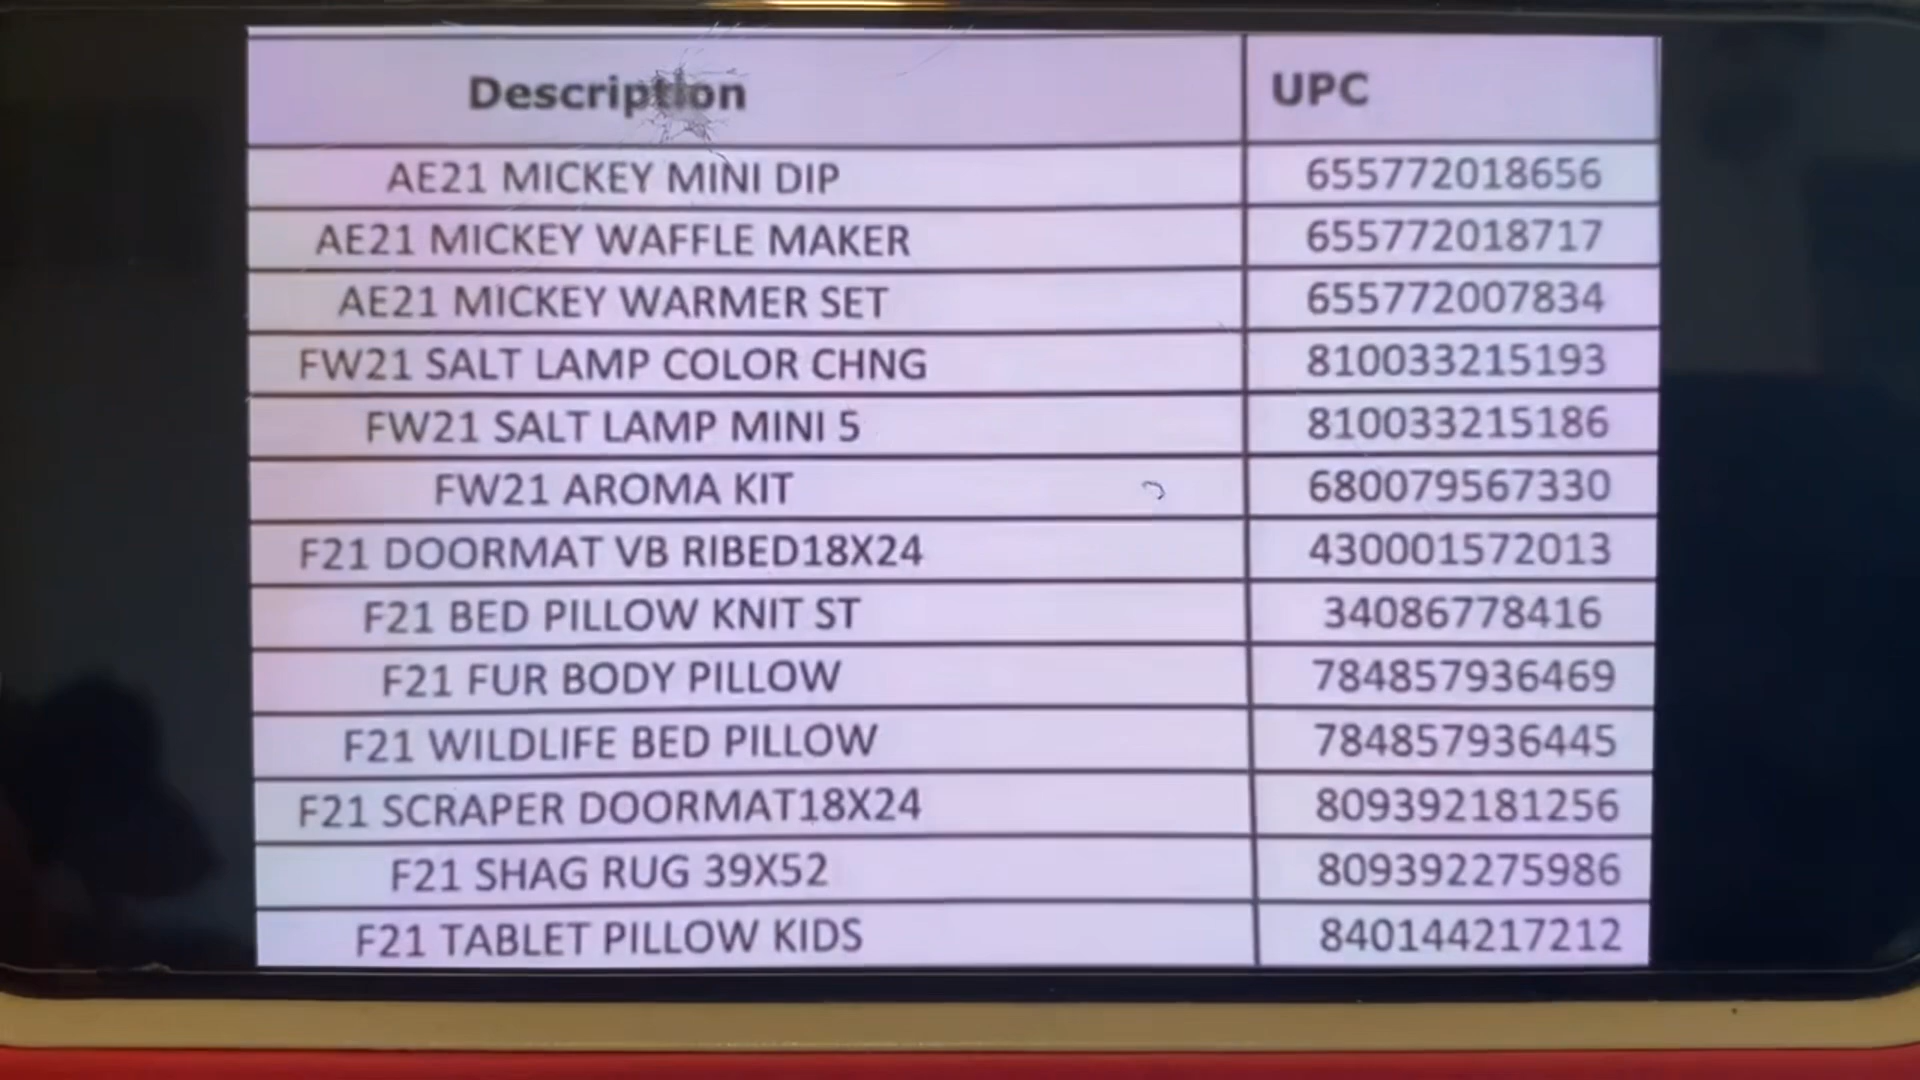 Description UPC
AE21 MICKEY MINI DIP 655772018656
AE21 MICKEY WAFFLE MAKER 655772018717
AE21 MICKEY WARMER SET 655772007834
FW21 SALT LAMP COLOR CHNG 810033215193
FW21 SALT LAMP MINI 5 810033215186
FW21 AROMA KIT 680079567330
F21 DOORMAT VB RIBED18X24 430001572013
F21 BED PILLOW KNIT ST 34086778416
F21 FUR BODY PILLOW 784857936469
F21 WILDLIFE BED PILLOW 784857936445
F21 SCRAPER DOORMAT18X24 809392181256
F21 SHAG RUG 39X52 809392275986
F21 TABLET PILLOW KIDS 840144217212